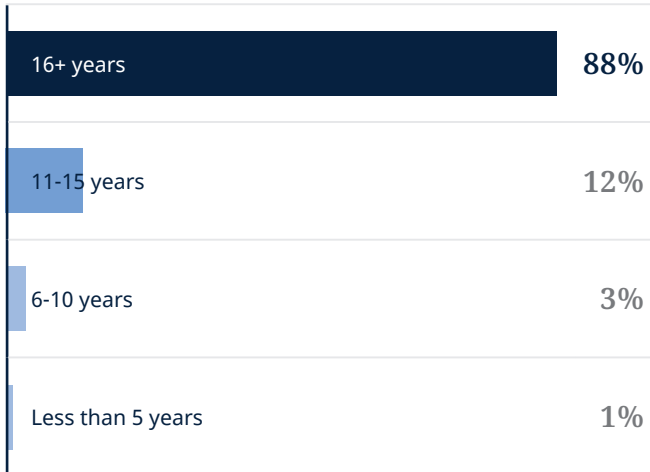 16+ years 88%
11-15 years 12%
6-10 years 3%
Less than 5 years 1%